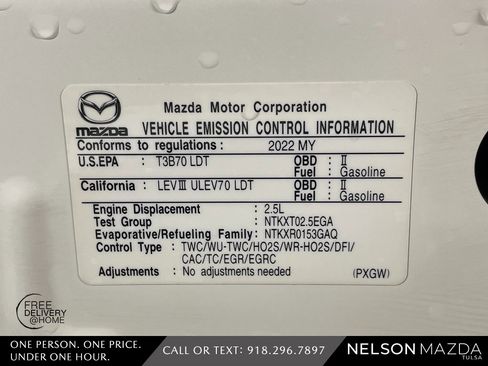 Mazda Motor Corporation
mazda VEHICLE EMISSION CONTROL INFORMATION
Conforms to regulations : 2022 MY
U.S.EPA : T3B70 LDT OBD : II
Fuel : Gasoline
California : LEVIII ULEV70 LDT OBD : II
Fuel : Gasoline
Engine Displacement : 2.5L
Test Group : NTKXT02.5EGA
Evaporative/Refueling Family: NTKXR0153GAQ
Control Type : TWC/WU-TWC/HO2S/WR-HO2S/DFI/
CAC/TC/EGR/EGRC
Adjustments : No adjustments needed (PXGW)
FREE
DELIVERY
@HOME
ONE PERSON. ONE PRICE.
UNDER ONE HOUR.
CALL OR TEXT: 918.296.7897
NELSON MAZDA
TULSA